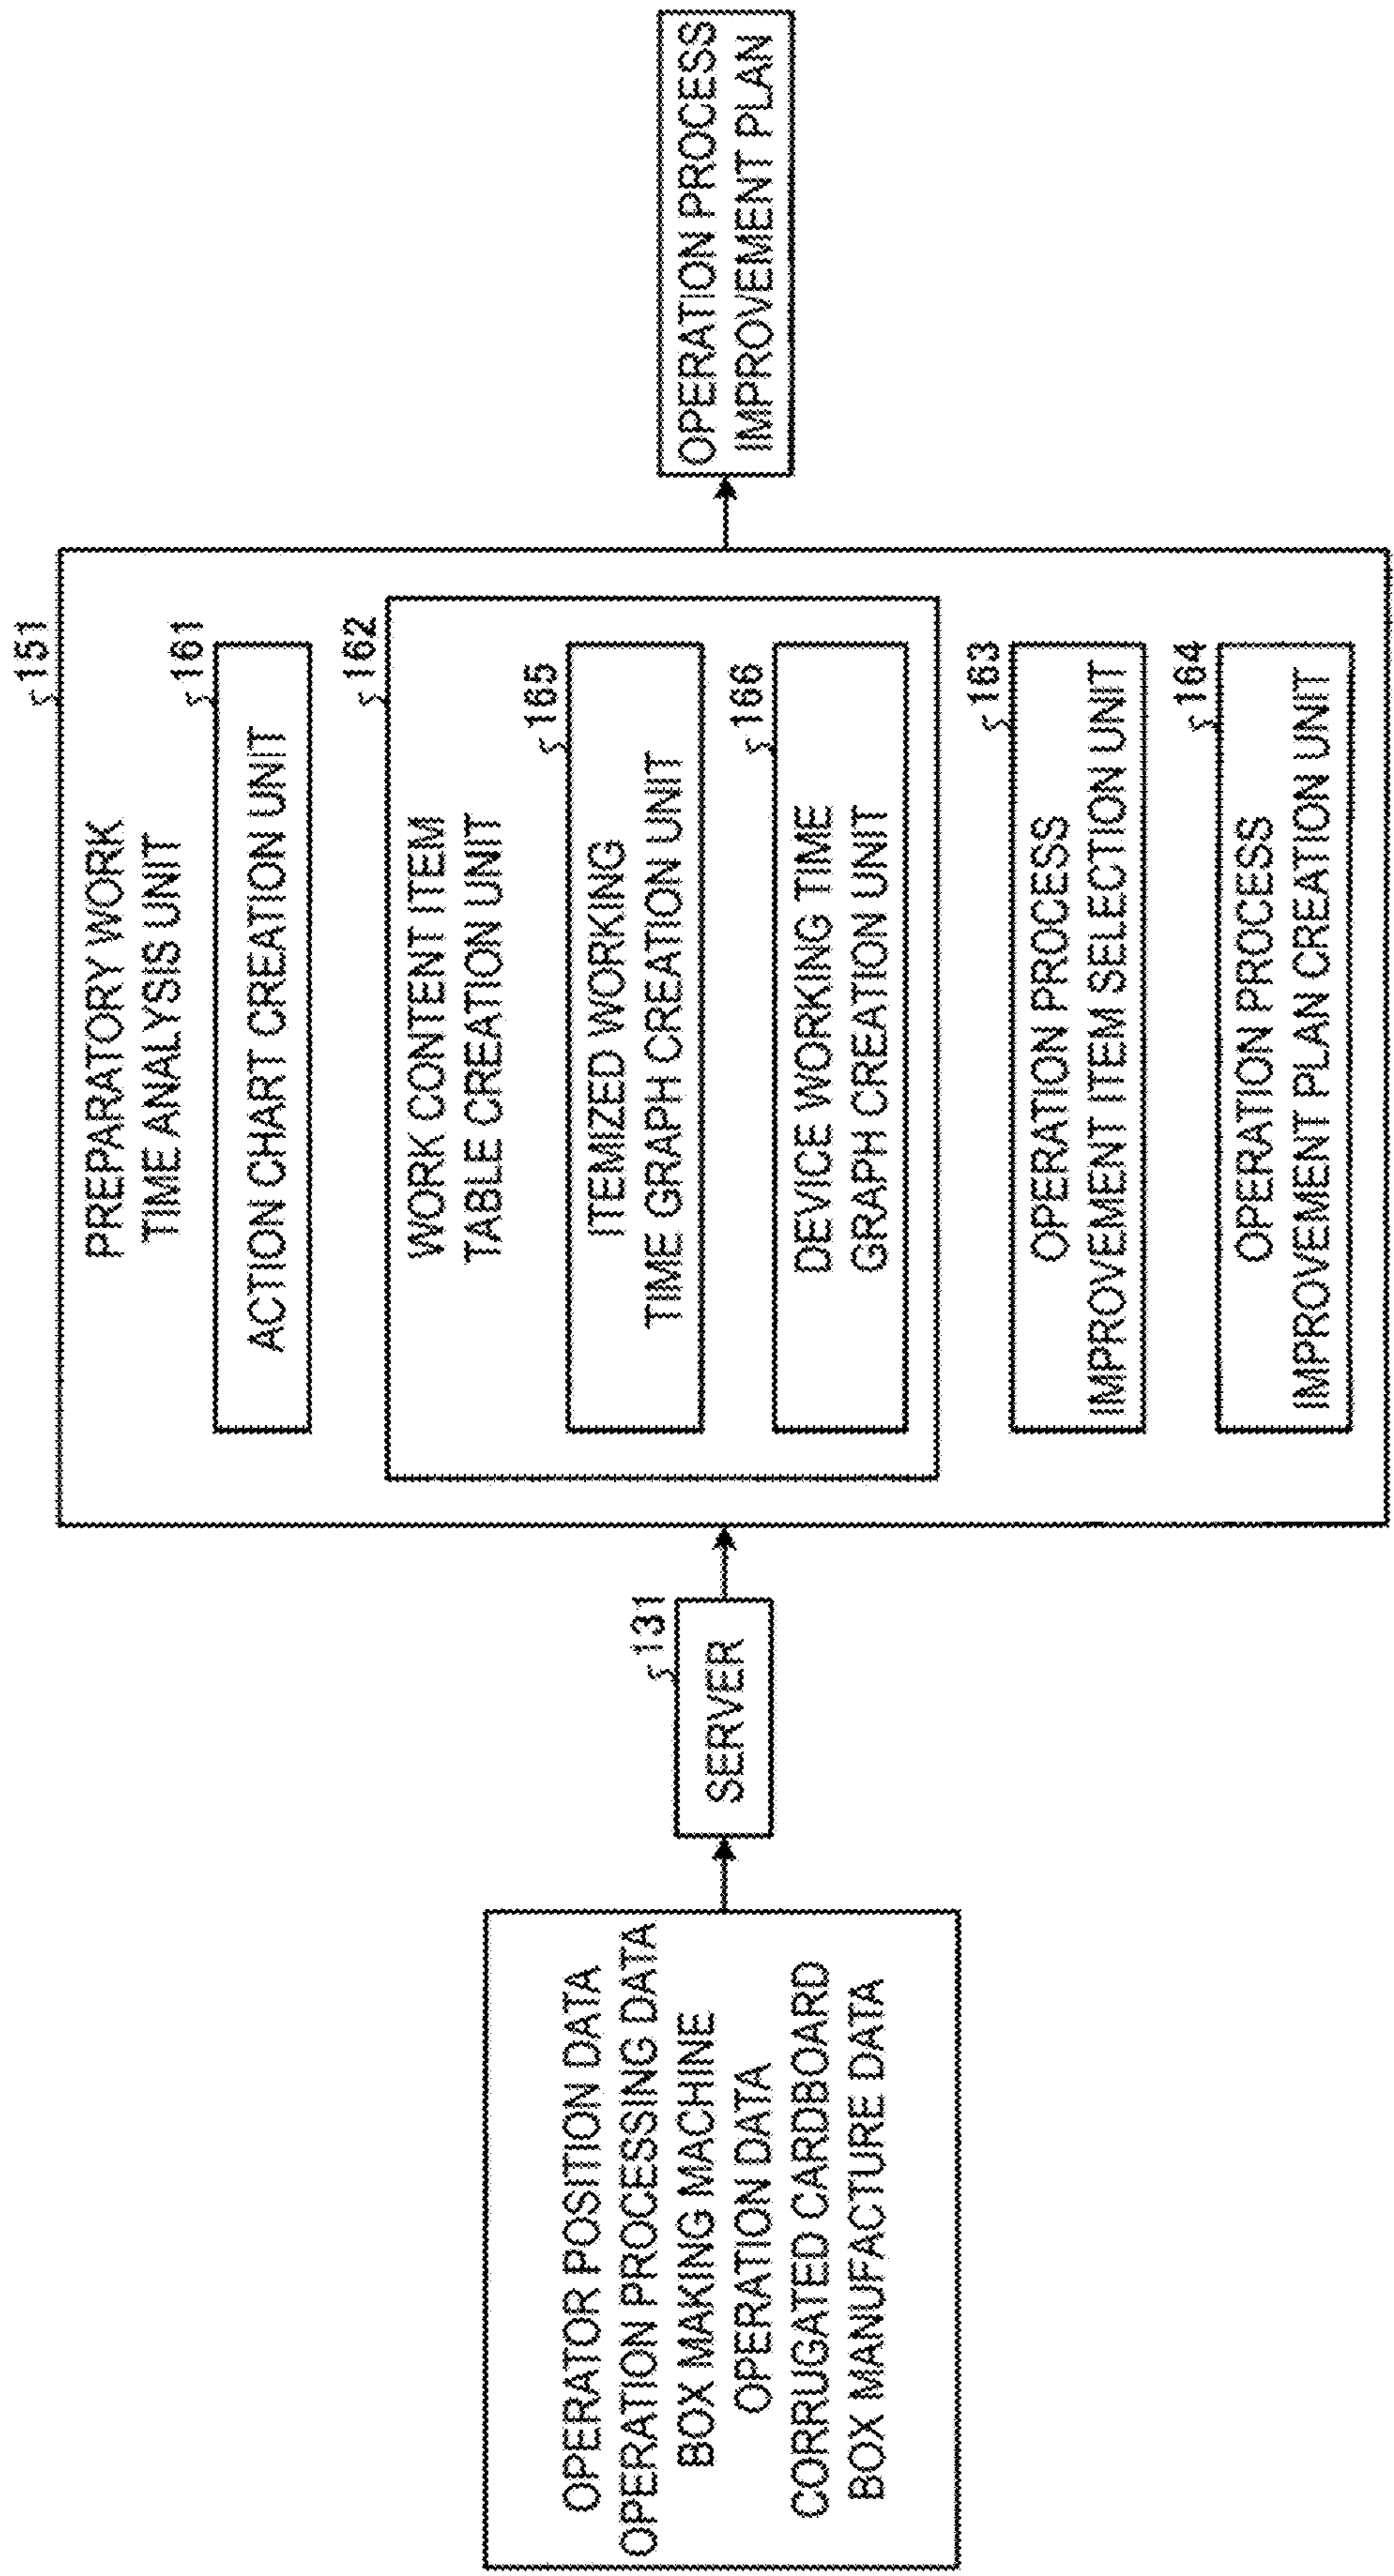 OPERATOR POSITION DATA
OPERATION PROCESSING DATA
BOX MAKING MACHINE
OPERATION DATA
CORRUGATED CARDBOARD
BOX MANUFACTURE DATA
131
SERVER
151
PREPARATORY WORK
TIME ANALYSIS UNIT
161
ACTION CHART CREATION UNIT
162
WORK CONTENT ITEM
TABLE CREATION UNIT
165
ITEMIZED WORKING
TIME GRAPH CREATION UNIT
166
DEVICE WORKING TIME
GRAPH CREATION UNIT
163
OPERATION PROCESS
IMPROVEMENT ITEM SELECTION UNIT
164
OPERATION PROCESS
IMPROVEMENT PLAN CREATION UNIT
OPERATION PROCESS
IMPROVEMENT PLAN